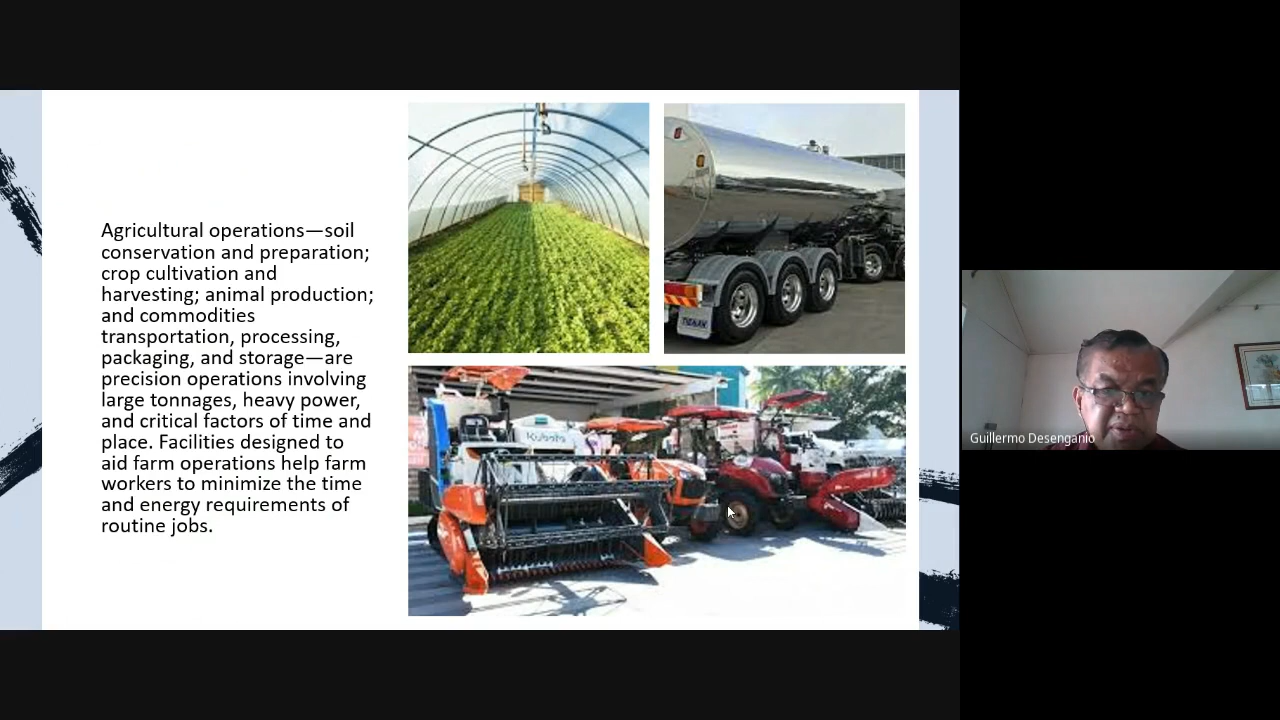 Agricultural operations—soil
conservation and preparation;
crop cultivation and
harvesting; animal production;
and commodities
transportation, processing,
packaging, and storage—are
precision operations involving
large tonnages, heavy power,
and critical factors of time and
place. Facilities designed to
aid farm operations help farm
workers to minimize the time
and energy requirements of
routine jobs.
Kubota
Guillermo Desenganio